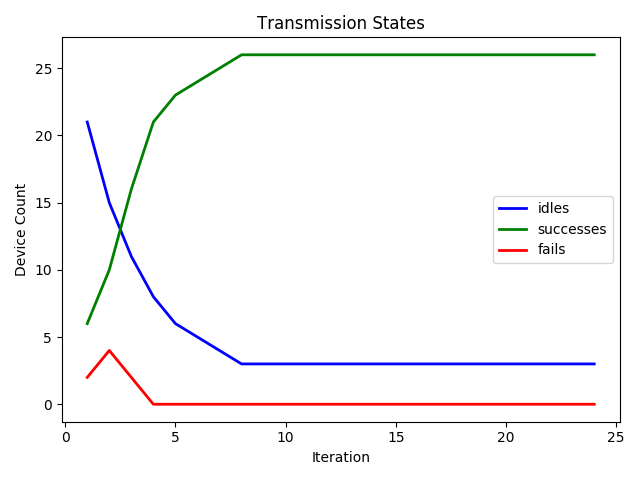 Transmission States
Device Count
25
20
15
10
5
0
idles
successes
fails
0 5 10 15 20 25
Iteration